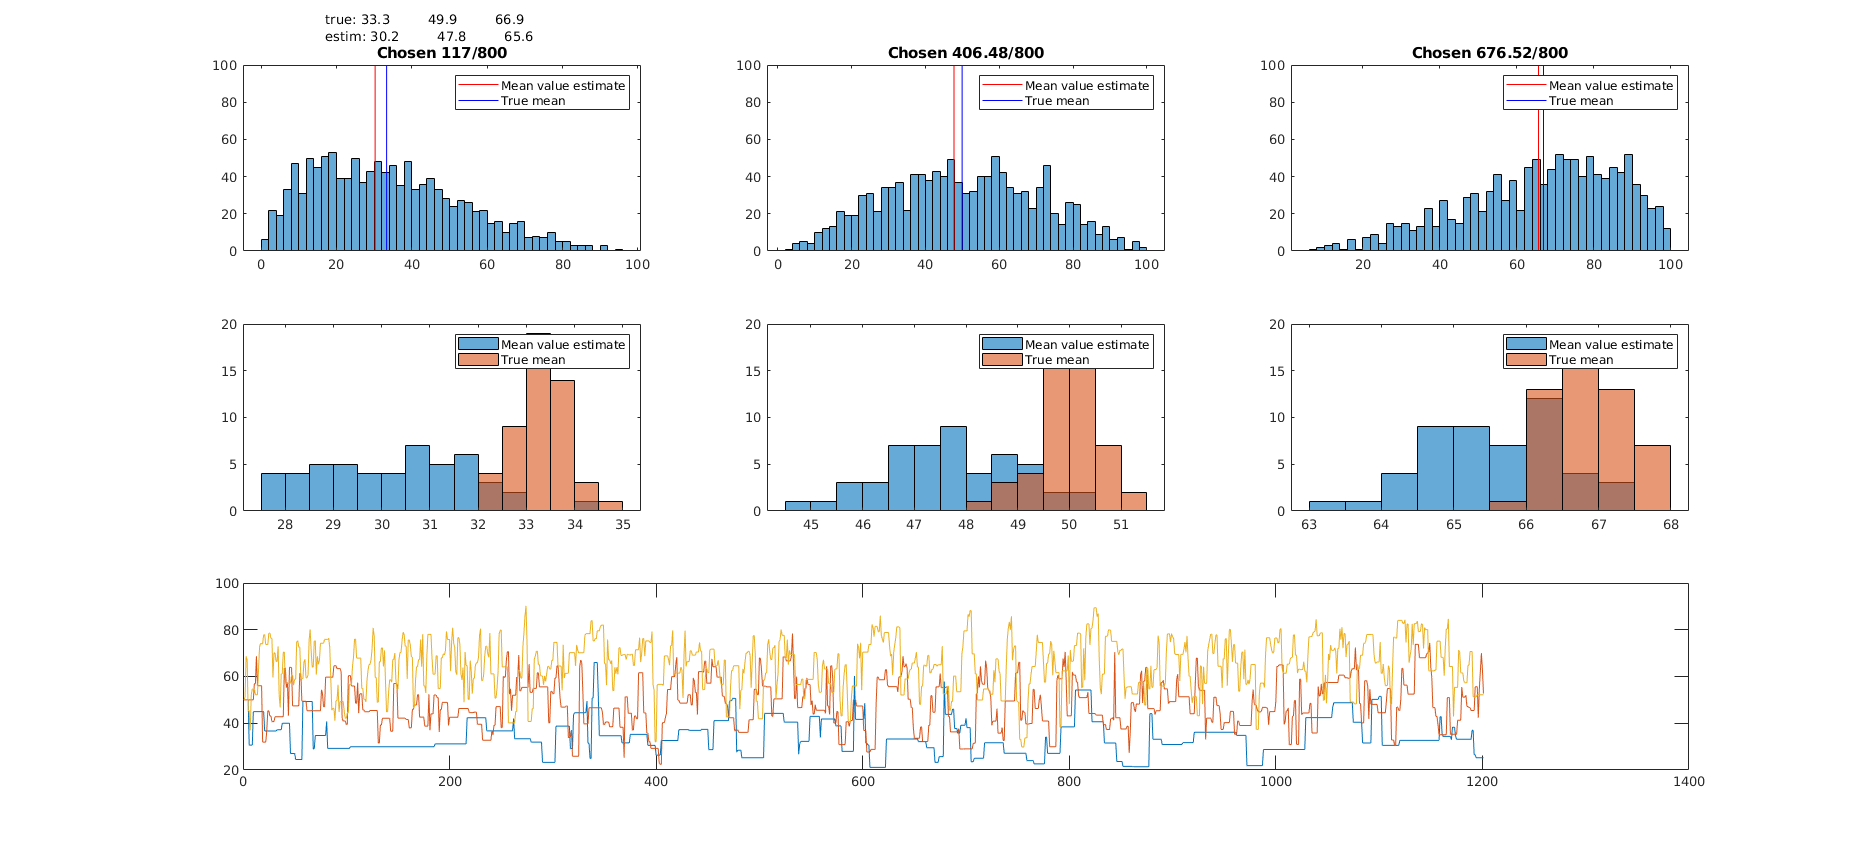 true: 33.3 49.9 66.9
estim: 30.2 47.8 65.6
Chosen 117/800
100
80
60
40
20
0
0 20 40 60 80 100
Mean value estimate
True mean
Chosen 406.48/800
100
80
60
40
20
0
0 20 40 60 80 100
Mean value estimate
True mean
Chosen 676.52/800
100
80
60
40
20
0
20 40 60 80 100
Mean value estimate
True mean
20
15
10
5
0
28 29 30 31 32 33 34 35
Mean value estimate
True mean
20
15
10
5
0
45 46 47 48 49 50 51
Mean value estimate
True mean
20
15
10
5
0
63 64 65 66 67 68
Mean value estimate
True mean
100
80
60
40
20
0 200 400 600 800 1000 1200 1400